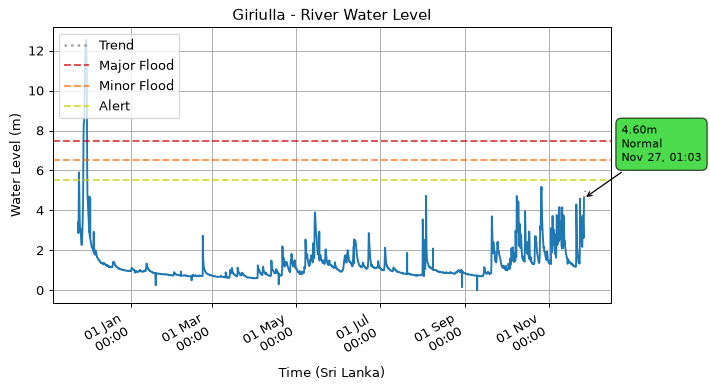 Giriulla - River Water Level
Water Level (m)
12
10
8
6
4
2
0
Trend
Major Flood
Minor Flood
Alert
4.60m
Normal
Nov 27, 01:03
01 Jan
00:00
01 Mar
00:00
01 May
00:00
01 Jul
00:00
01 Sep
00:00
01 Nov
00:00
Time (Sri Lanka)